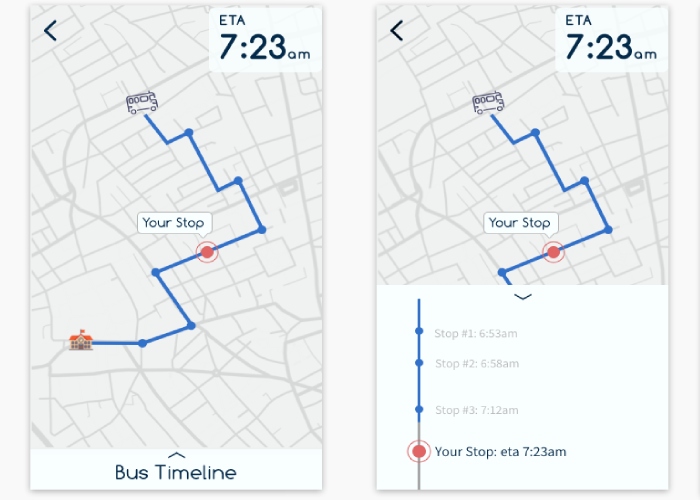 ETA
7:23am
Your Stop
Bus Timeline
ETA
7:23am
Your Stop
Stop #1: 6:53am
Stop #2: 6:58am
Stop #3: 7:12am
Your Stop: eta 7:23am